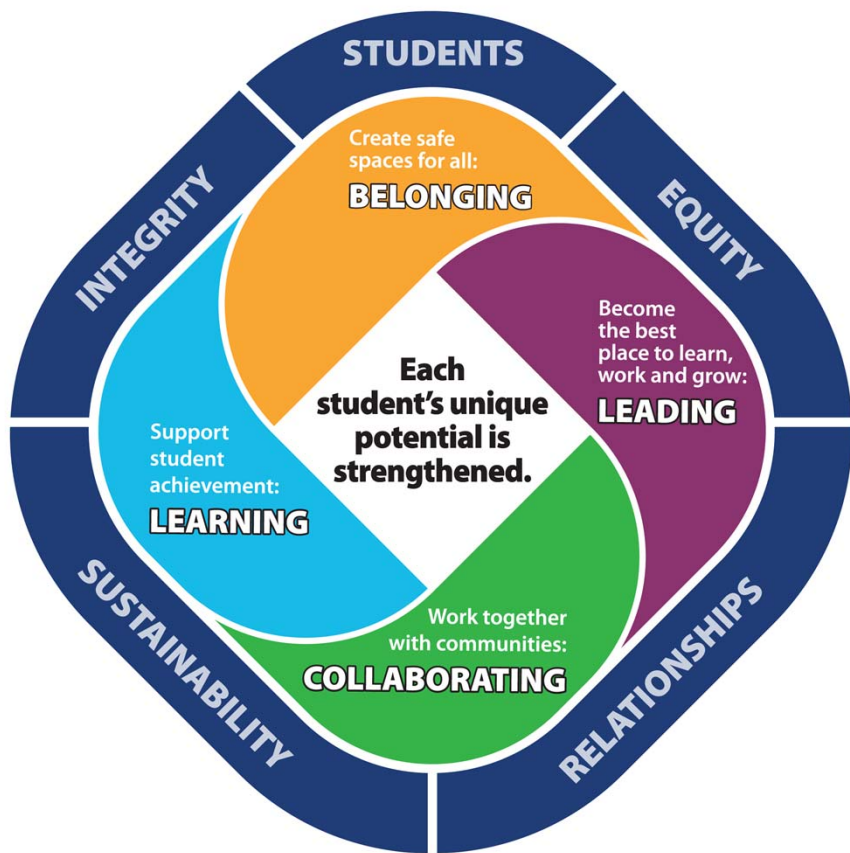 STUDENTS
INTEGRITY
EQUITY
Create safe
spaces for all:
BELONGING
Become
the best
place to learn,
work and grow:
LEADING
Each
student's unique
potential is
strengthened.
Support
student
achievement:
LEARNING
Work together
with communities:
COLLABORATING
SUSTAINABILITY
RELATIONSHIPS